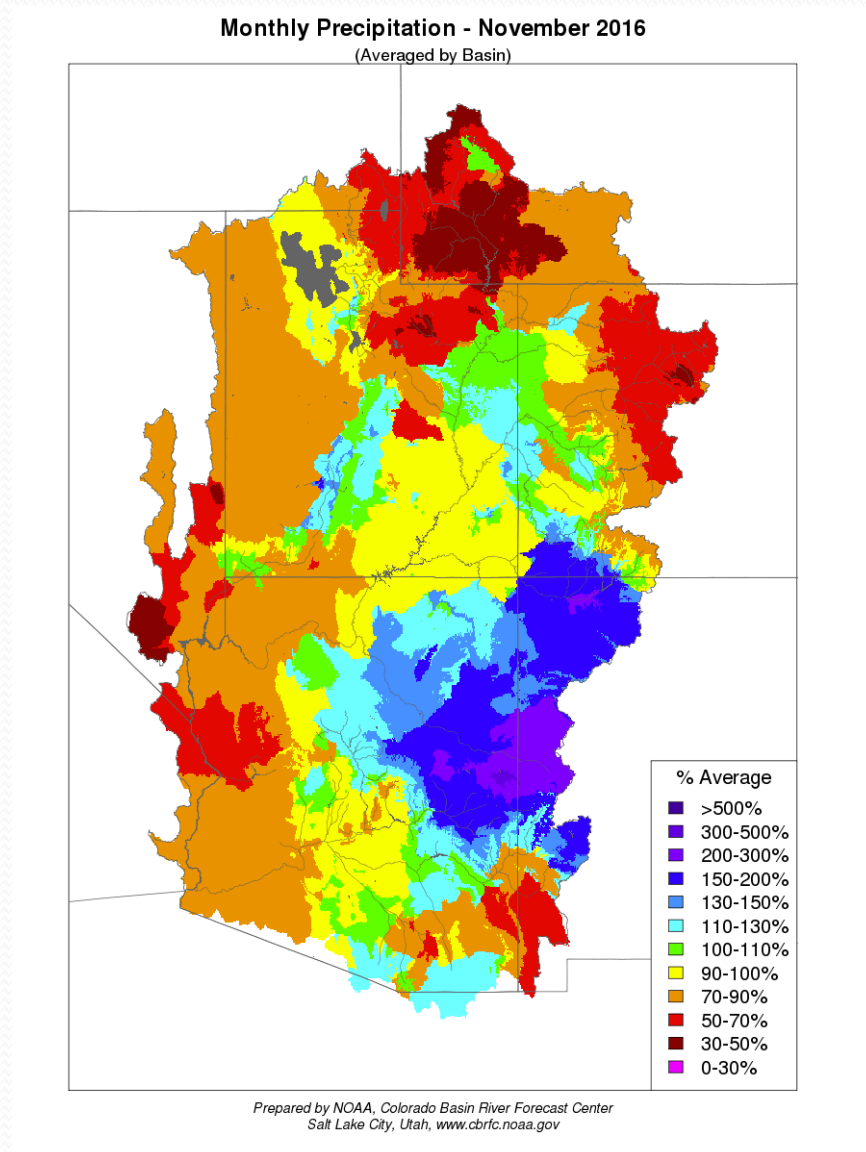 Monthly Precipitation - November 2016
(Averaged by Basin)
% Average
>500%
300-500%
200-300%
150-200%
130-150%
110-130%
100-110%
90-100%
70-90%
50-70%
30-50%
0-30%
Prepared by NOAA, Colorado Basin River Forecast Center
Salt Lake City, Utah, www.cbrfc.noaa.gov